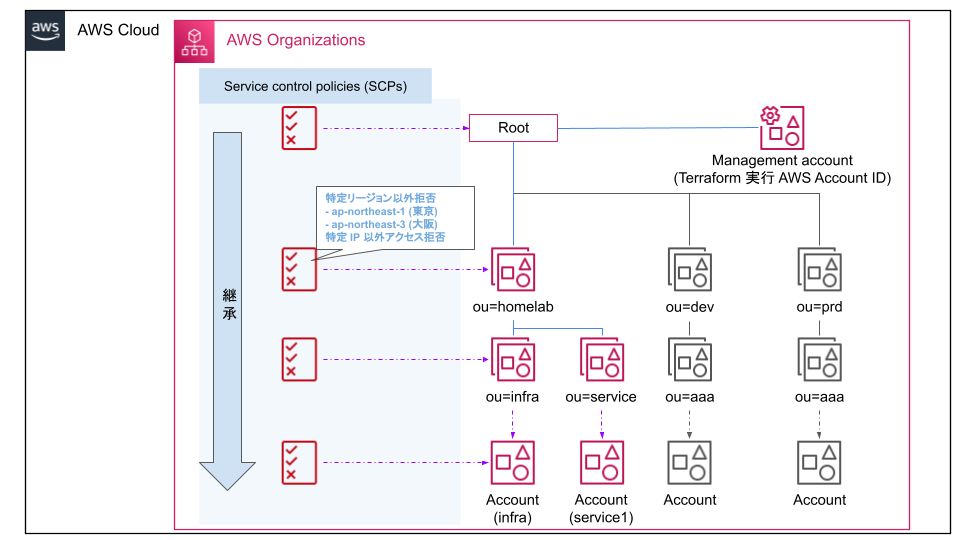 aws
AWS Cloud
AWS Organizations
Service control policies (SCPs)
Root
Management account
(Terraform 実行 AWS Account ID)
特定リージョン以外拒否
- ap-northeast-1 (東京)
- ap-northeast-3 (大阪)
特定 IP 以外アクセス拒否
継
承
ou=homelab
ou=dev
ou=prd
ou=infra
ou=service
ou=aaa
ou=aaa
Account
(infra)
Account
(service1)
Account
Account